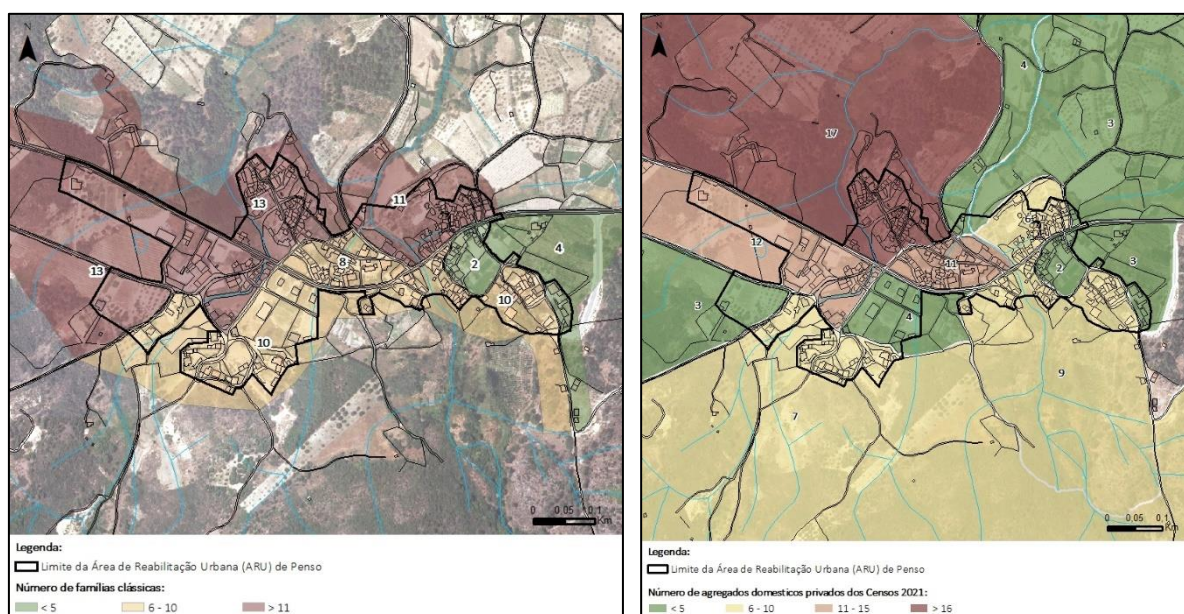 N
13
11
4
13
8
2
10
10
0 0,05 0,1
Km
Legenda:
Limite da Área de Reabilitação Urbana (ARU) de Penso
Número de famílias clássicas:
< 5 6 - 10 > 11
N
4
3
17
6
12
11
2
3
3
4
9
7
0 0,05 0,1
Km
Legenda:
Limite da Área de Reabilitação Urbana (ARU) de Penso
Número de agregados domesticos privados dos Censos 2021:
< 5 6 - 10 11 - 15 > 16